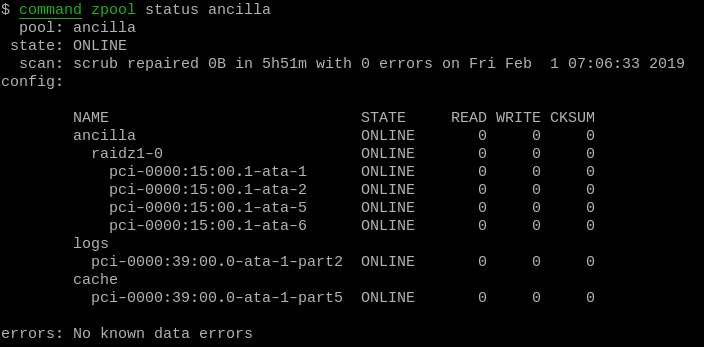 $ command zpool status ancilla
  pool: ancilla
 state: ONLINE
  scan: scrub repaired 0B in 5h51m with 0 errors on Fri Feb  1 07:06:33 2019
config:

        NAME                            STATE     READ WRITE CKSUM
        ancilla                         ONLINE       0     0     0
          raidz1-0                      ONLINE       0     0     0
            pci-0000:15:00.1-ata-1      ONLINE       0     0     0
            pci-0000:15:00.1-ata-2      ONLINE       0     0     0
            pci-0000:15:00.1-ata-5      ONLINE       0     0     0
            pci-0000:15:00.1-ata-6      ONLINE       0     0     0
        logs
          pci-0000:39:00.0-ata-1-part2  ONLINE       0     0     0
        cache
          pci-0000:39:00.0-ata-1-part5  ONLINE       0     0     0

errors: No known data errors